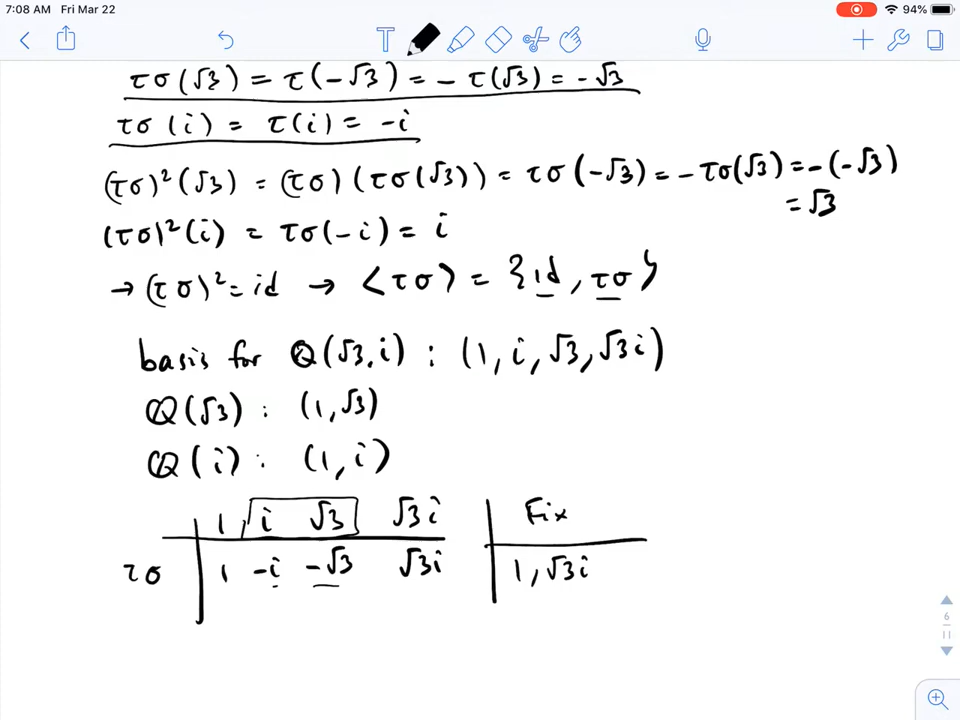 7:08 AM Fri Mar 22 94%
T
τσ(√3) = τ(-√3) = - τ(√3) = -√3
τσ(i) = τ(i) = -i
(τσ)²(√3) = (τσ)(τσ(√3)) = τσ(-√3) = -τσ(√3) = -(-√3)
= √3
(τσ)²(i) = τσ(-i) = i
→ (τσ)² = id → <τσ> = {id, τσ}
basis for Q(√3, i) : (1, i, √3, √3i)
Q(√3) : (1, √3)
Q(i) : (1, i)
1, i √3 √3i Fix
τσ 1 -i -√3 √3i 1, √3i
6
11